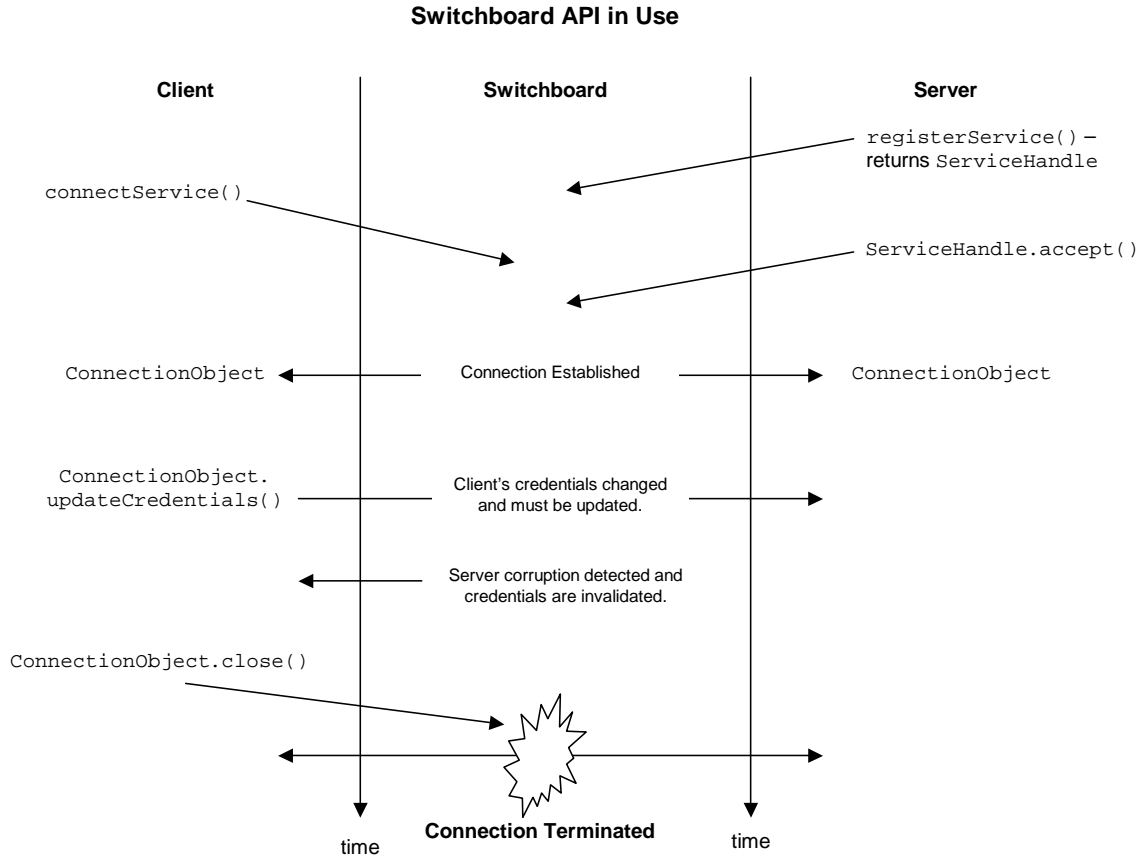 Switchboard API in Use
Client
Switchboard
Server
registerService() –
returns ServiceHandle
connectService()
ServiceHandle.accept()
ConnectionObject
Connection Established
ConnectionObject
ConnectionObject.
updateCredentials()
Client's credentials changed
and must be updated.
Server corruption detected and
credentials are invalidated.
ConnectionObject.close()
Connection Terminated
time
time